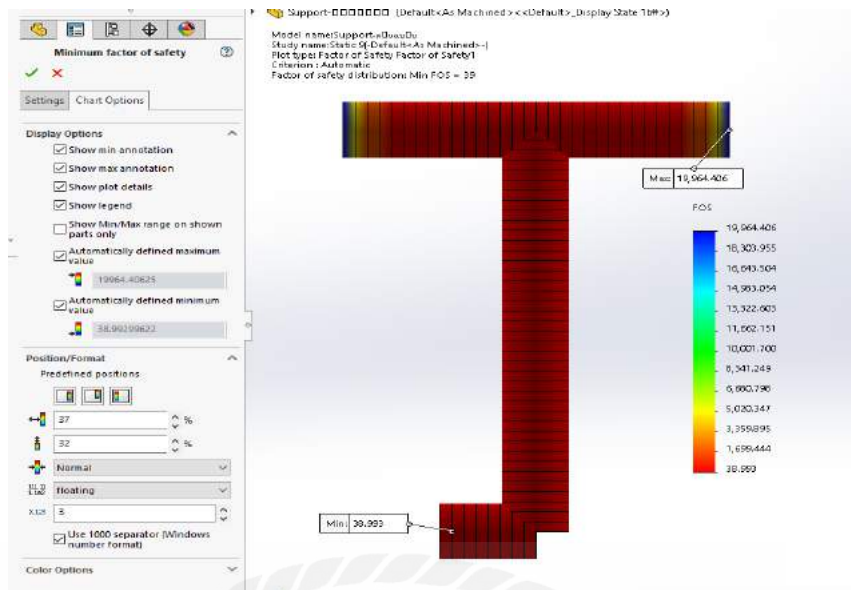 Minimum factor of safety
Settings
Chart Options
Display Options
Show min annotation
Show max annotation
Show plot details
Show legend
Show Min/Max range on shown
parts only
Automatically defined maximum
value
19964.40625
Automatically defined minimum
value
38.99299622
Position/Format
Predefined positions
37
%
32
%
Normal
floating
x.123
3
Use 1000 separator (Windows
number format)
Color Options
Support-□□□□□□□ (Default<As Machined><<Default>_Display State 1b#>)
Study name:Static 9(-Default<As Machined>-)
Plot type: Factor of Safety Factor of Safety1
Criterion : Automatic
Factor of safety distribution: Min FOS = 39
Max: 19,964.406
Min: 38.993
FOS
19,964.406
18,303.955
16,643.504
14,983.054
13,322.603
11,662.151
10,001.700
8,341.249
6,680.798
5,020.347
3,359.895
1,699.444
38.993